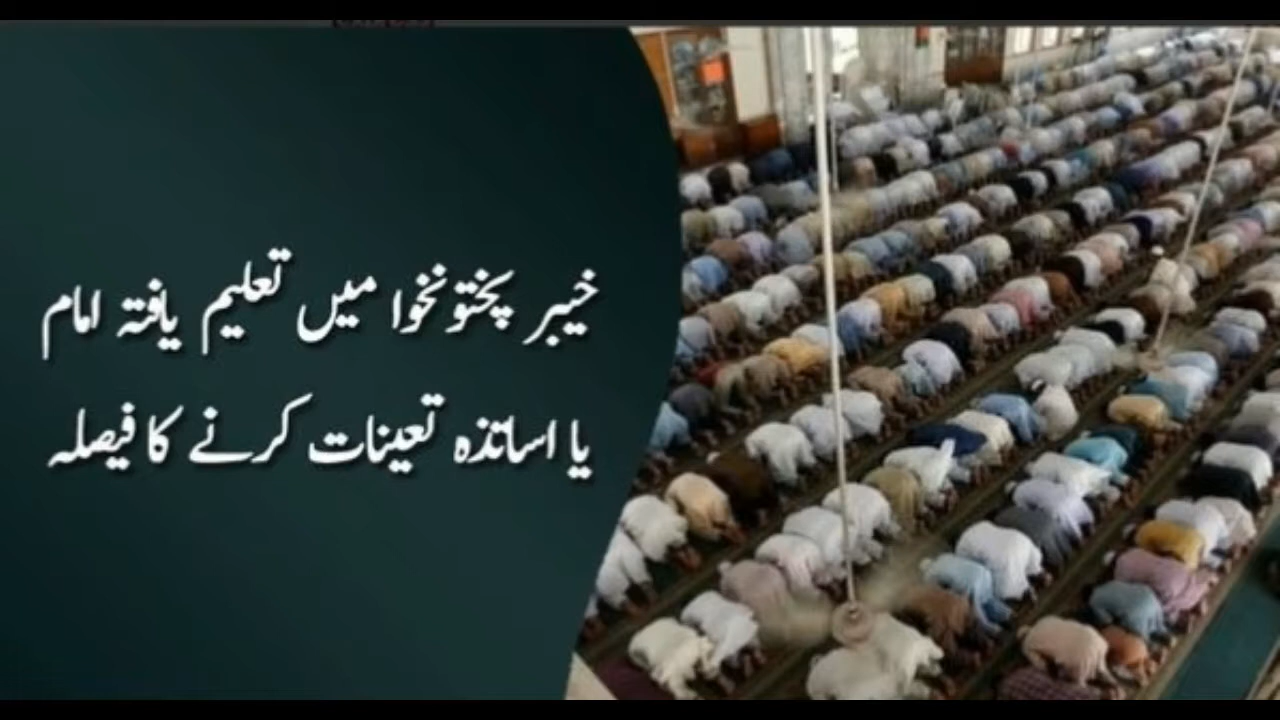 خیبر پختونخوا میں تعلیم یافتہ امام
یا اساتذہ تعینات کرنے کا فیصلہ